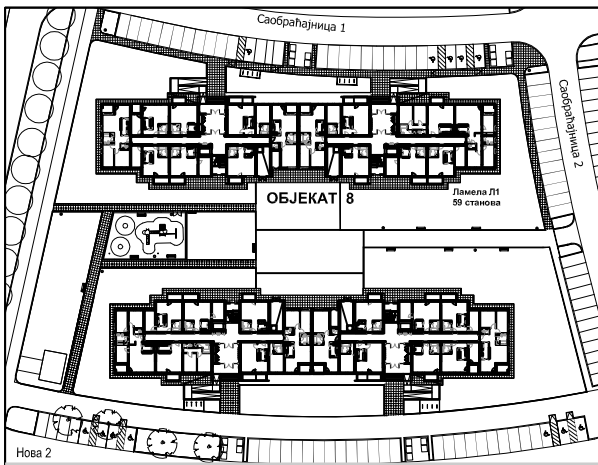 Саобраћајница 1
Саобраћајница 2
ОБЈЕКАТ 8
Ламела Л1
59 станова
Нова 2